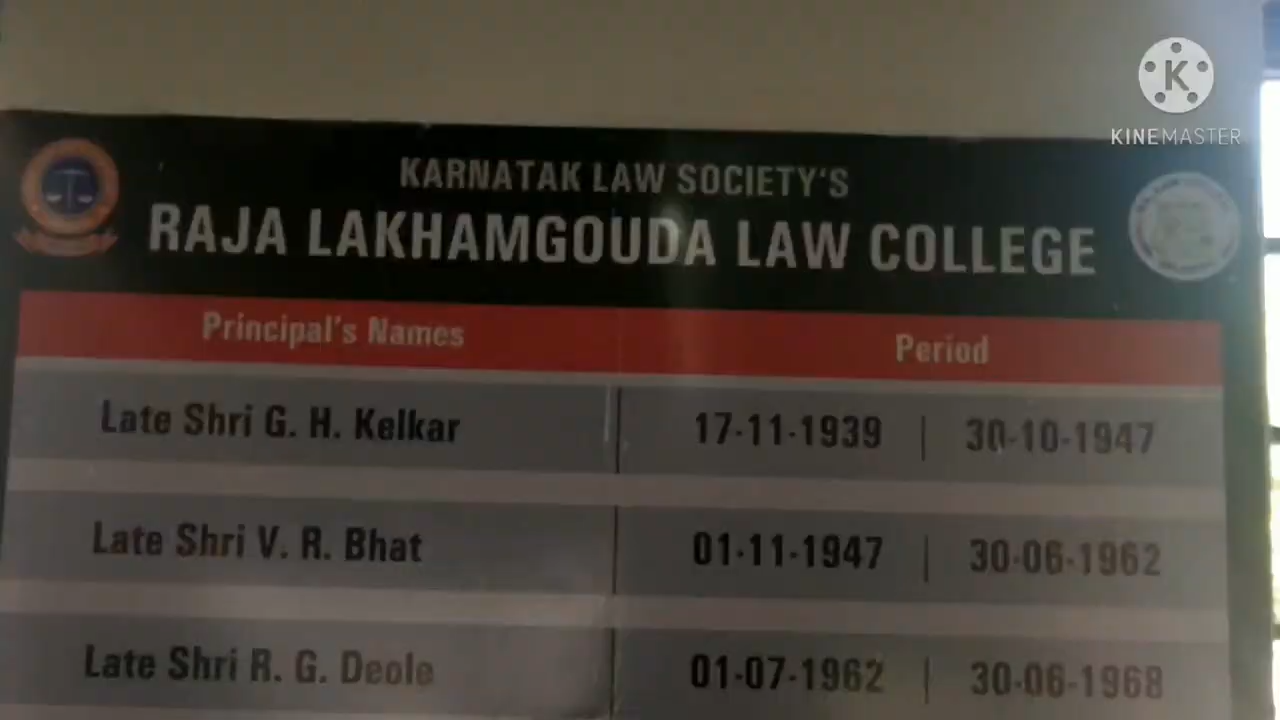 K
KINEMASTER
KARNATAK LAW SOCIETY'S
RAJA LAKHAMGOUDA LAW COLLEGE
Principal's Names Period
Late Shri G. H. Kelkar 17-11-1939 | 30-10-1947
Late Shri V. R. Bhat 01-11-1947 | 30-06-1962
Late Shri R. G. Deole 01-07-1962 | 30-06-1968